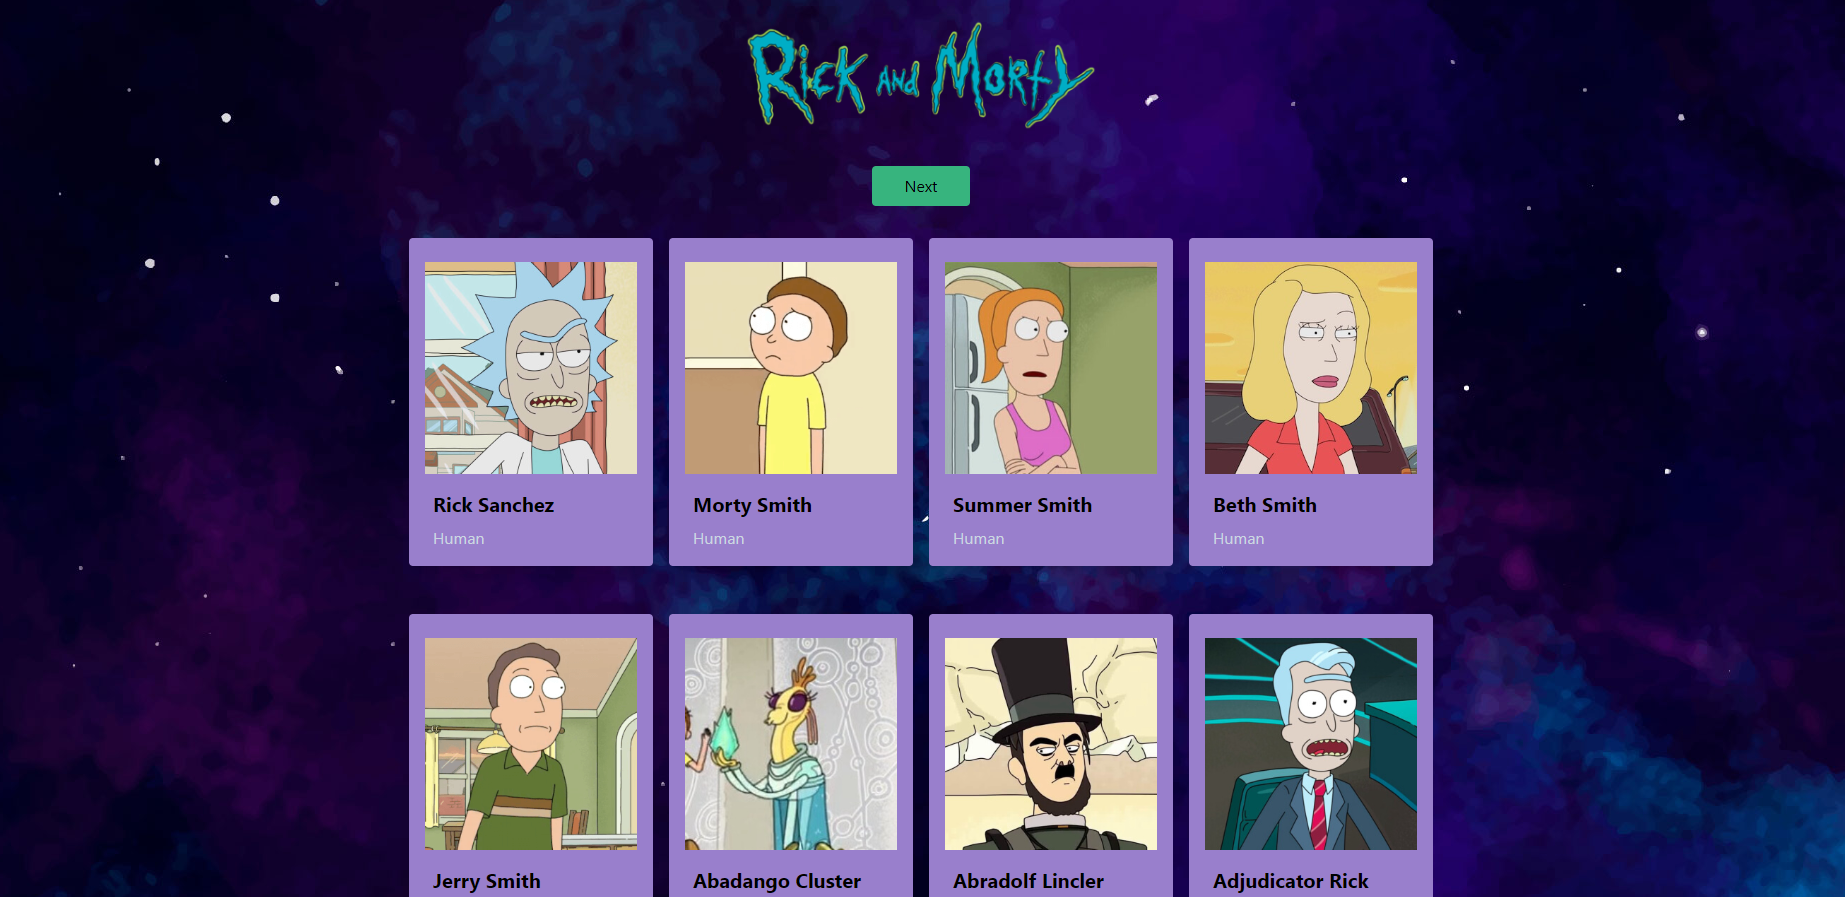 Rick and Morty
Next
Rick Sanchez
Human
Morty Smith
Human
Summer Smith
Human
Beth Smith
Human
Jerry Smith
Abadango Cluster
Abradolf Lincler
Adjudicator Rick